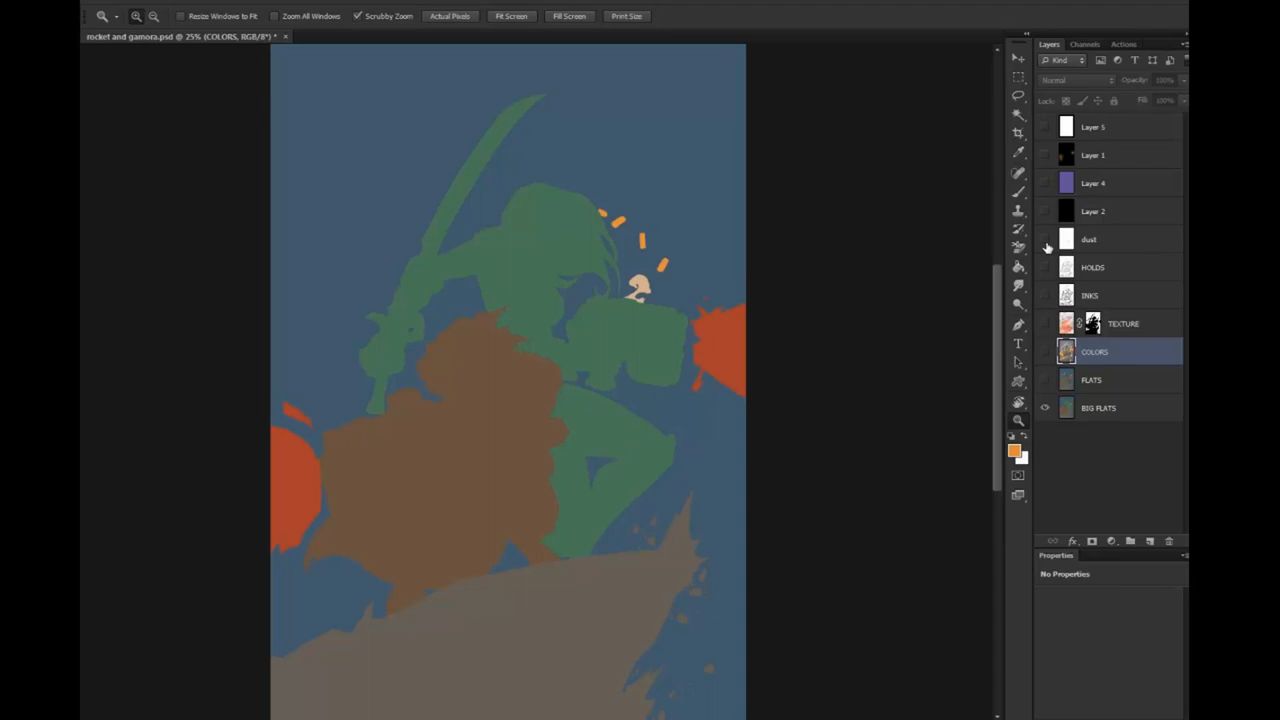 Resize Windows to Fit Zoom All Windows Scrubby Zoom Actual Pixels Fit Screen Fill Screen Print Size
rocket and gamora.psd @ 25% (COLORS, RGB/8*) * ×
Layers Channels Actions
Kind
Normal Opacity: 100%
Lock: Fill: 100%
Layer 5
Layer 1
Layer 4
Layer 2
dust
HOLDS
INKS
TEXTURE
COLORS
FLATS
BIG FLATS
Properties
No Properties